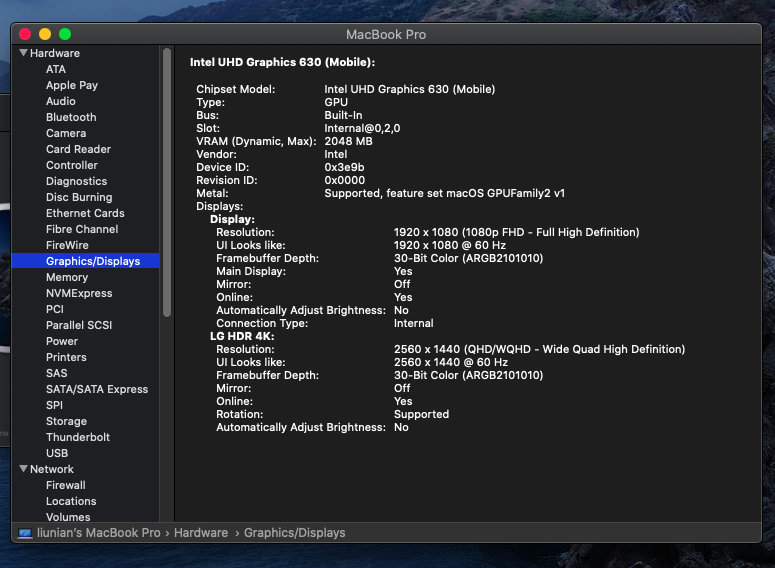 MacBook Pro
Hardware
ATA
Apple Pay
Audio
Bluetooth
Camera
Card Reader
Controller
Diagnostics
Disc Burning
Ethernet Cards
Fibre Channel
FireWire
Graphics/Displays
Memory
NVMExpress
PCI
Parallel SCSI
Power
Printers
SAS
SATA/SATA Express
SPI
Storage
Thunderbolt
USB
Network
Firewall
Locations
Volumes
Intel UHD Graphics 630 (Mobile):
Chipset Model: Intel UHD Graphics 630 (Mobile)
Type: GPU
Bus: Built-In
Slot: Internal@0,2,0
VRAM (Dynamic, Max): 2048 MB
Vendor: Intel
Device ID: 0x3e9b
Revision ID: 0x0000
Metal: Supported, feature set macOS GPUFamily2 v1
Displays:
Display:
Resolution: 1920 x 1080 (1080p FHD - Full High Definition)
UI Looks like: 1920 x 1080 @ 60 Hz
Framebuffer Depth: 30-Bit Color (ARGB2101010)
Main Display: Yes
Mirror: Off
Online: Yes
Automatically Adjust Brightness: No
Connection Type: Internal
LG HDR 4K:
Resolution: 2560 x 1440 (QHD/WQHD - Wide Quad High Definition)
UI Looks like: 2560 x 1440 @ 60 Hz
Framebuffer Depth: 30-Bit Color (ARGB2101010)
Mirror: Off
Online: Yes
Rotation: Supported
Automatically Adjust Brightness: No
liunian's MacBook Pro › Hardware › Graphics/Displays
™